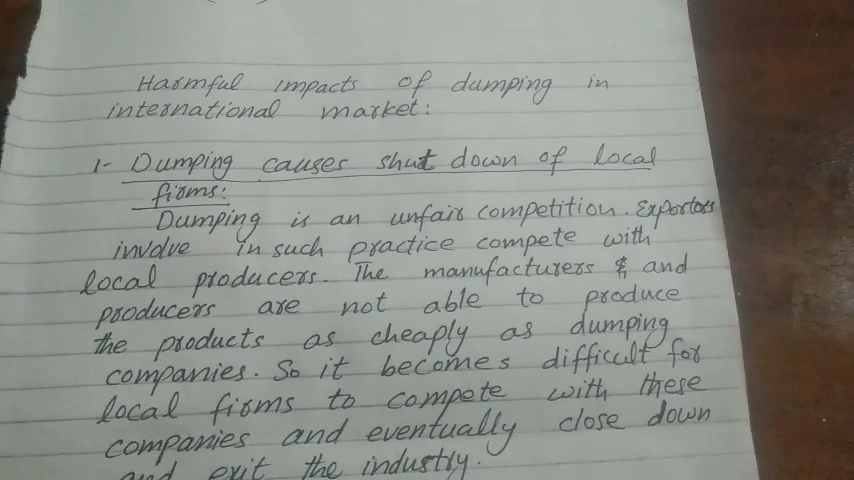 Harmful impacts of dumping in
international market:
1- Dumping causes shut down of local
firms:
Dumping is an unfair competition. Exportors
involve in such practice compete with
local producers. The manufacturers & and
producers are not able to produce
the products as cheaply as dumping
companies. So it becomes difficult for
local firms to compete with these
companies and eventually close down
and exit the industry.